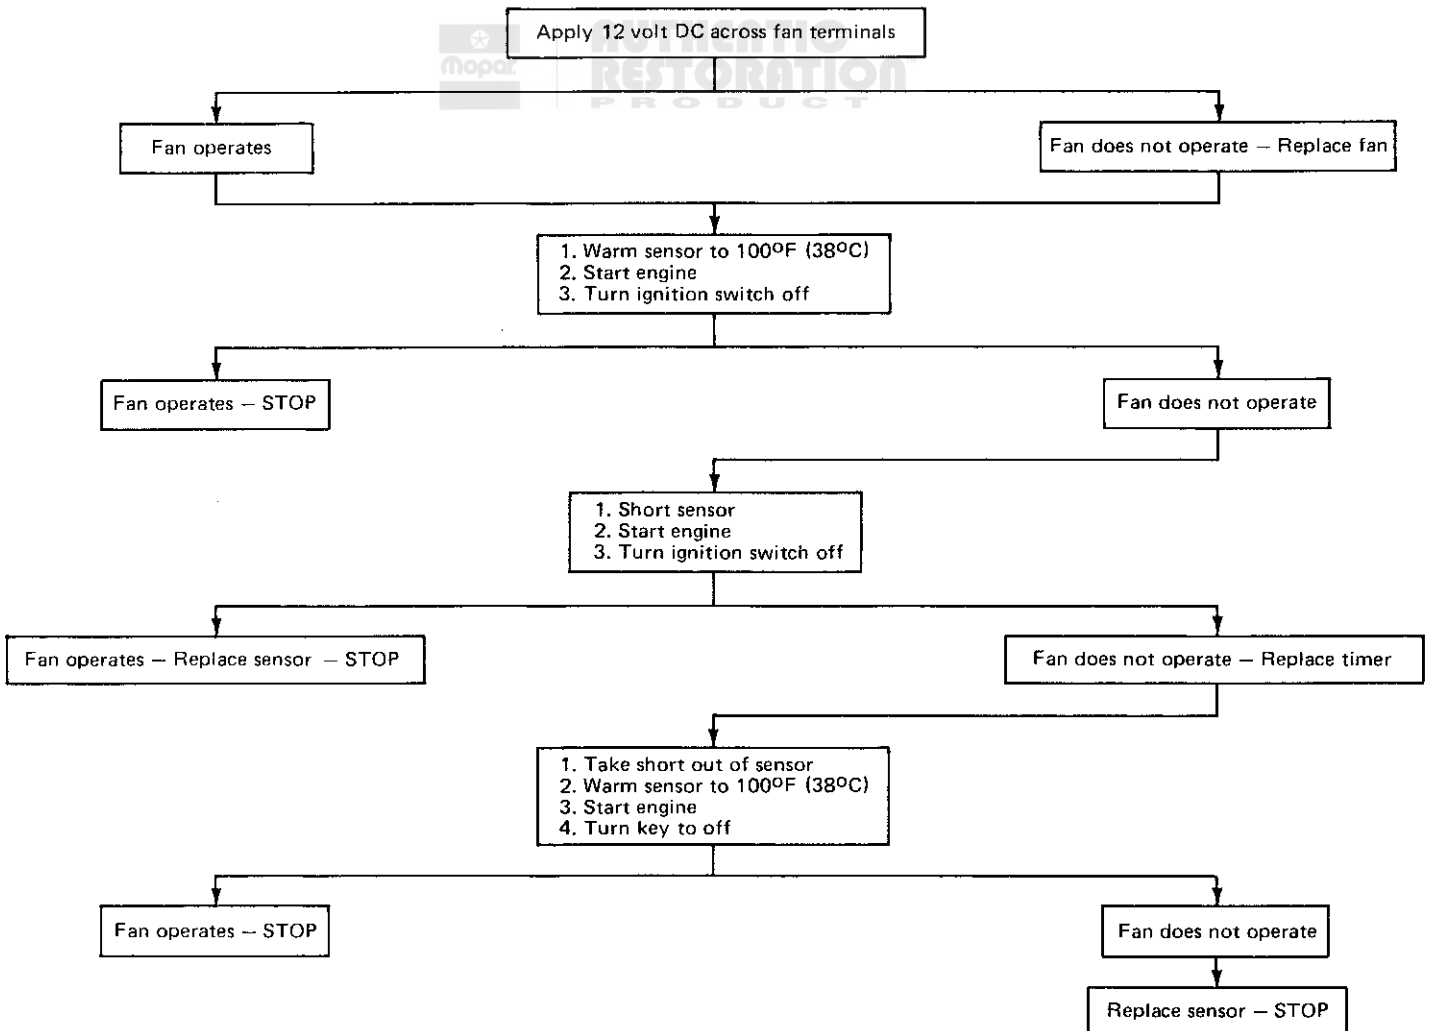 Apply 12 volt DC across fan terminals
Mopar
AUTHENTIC
RESTORATION
PRODUCT
Fan operates
Fan does not operate — Replace fan
1. Warm sensor to 100ºF (38ºC)
2. Start engine
3. Turn ignition switch off
Fan operates — STOP
Fan does not operate
1. Short sensor
2. Start engine
3. Turn ignition switch off
Fan operates — Replace sensor — STOP
Fan does not operate — Replace timer
1. Take short out of sensor
2. Warm sensor to 100ºF (38ºC)
3. Start engine
4. Turn key to off
Fan operates — STOP
Fan does not operate
Replace sensor — STOP